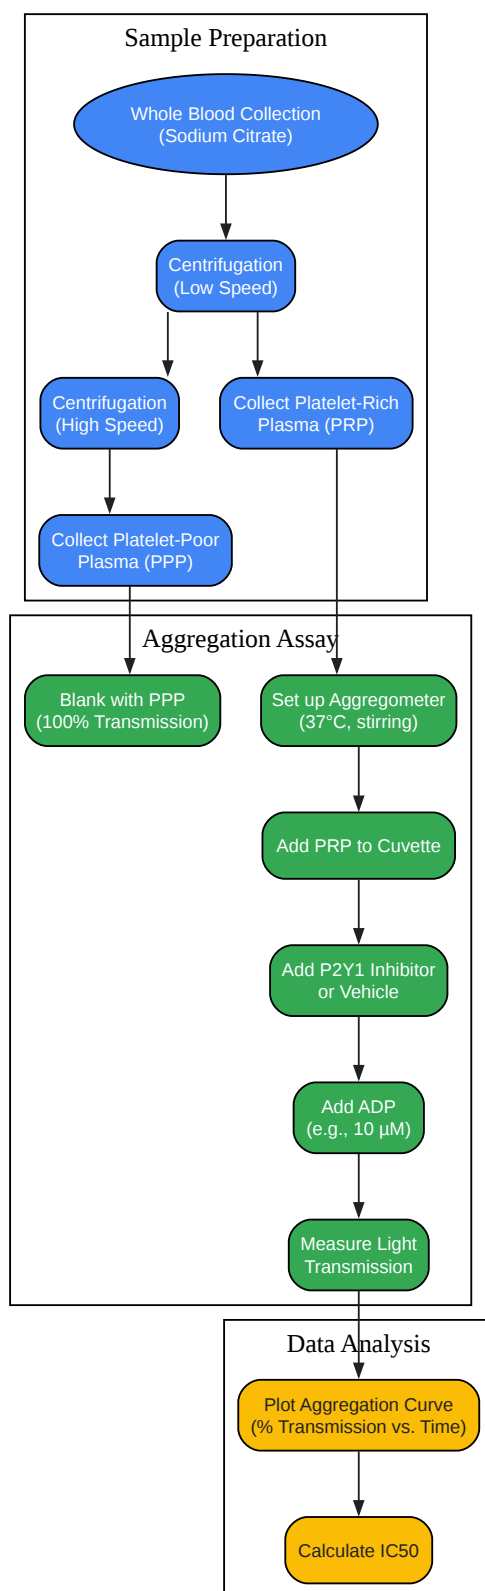 Sample Preparation
Whole Blood Collection
(Sodium Citrate)
Centrifugation
(Low Speed)
Centrifugation
(High Speed)
Collect Platelet-Rich
Plasma (PRP)
Collect Platelet-Poor
Plasma (PPP)
Aggregation Assay
Blank with PPP
(100% Transmission)
Set up Aggregometer
(37°C, stirring)
Add PRP to Cuvette
Add P2Y1 Inhibitor
or Vehicle
Add ADP
(e.g., 10 µM)
Measure Light
Transmission
Data Analysis
Plot Aggregation Curve
(% Transmission vs. Time)
Calculate IC50